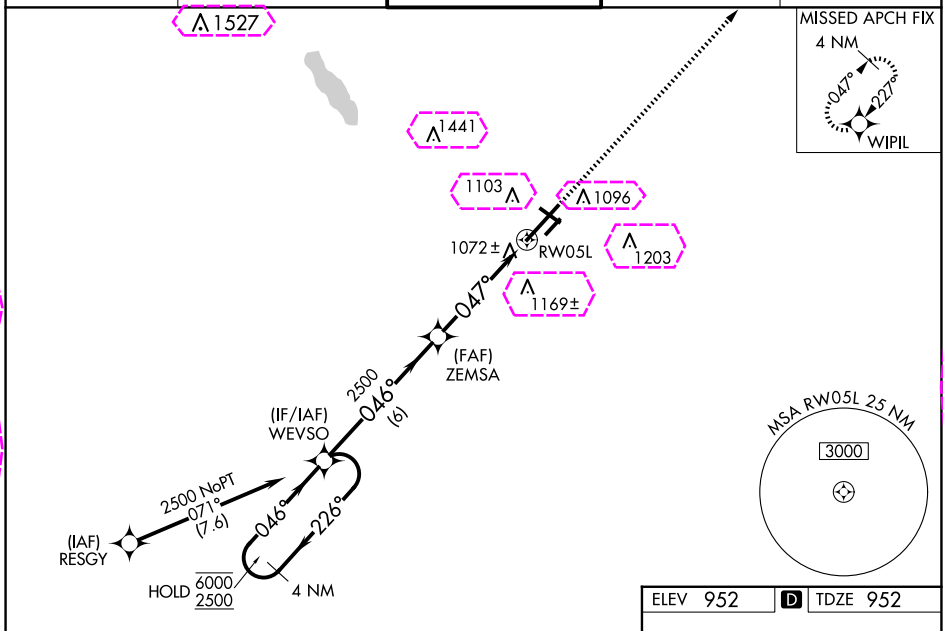 1527
MISSED APCH FIX
4 NM
047°
227°
WIPIL
1441
1103
1096
1072±
RW05L
1203
1169±
047°
(FAF)
ZEMSA
2500
046°
(6)
(IF/IAF)
WEVSO
MSA RW05L 25 NM
3000
2500 NoPT
071°
(7.6)
046°
226°
(IAF)
RESGY
HOLD 6000
2500
4 NM
ELEV 952 D TDZE 952